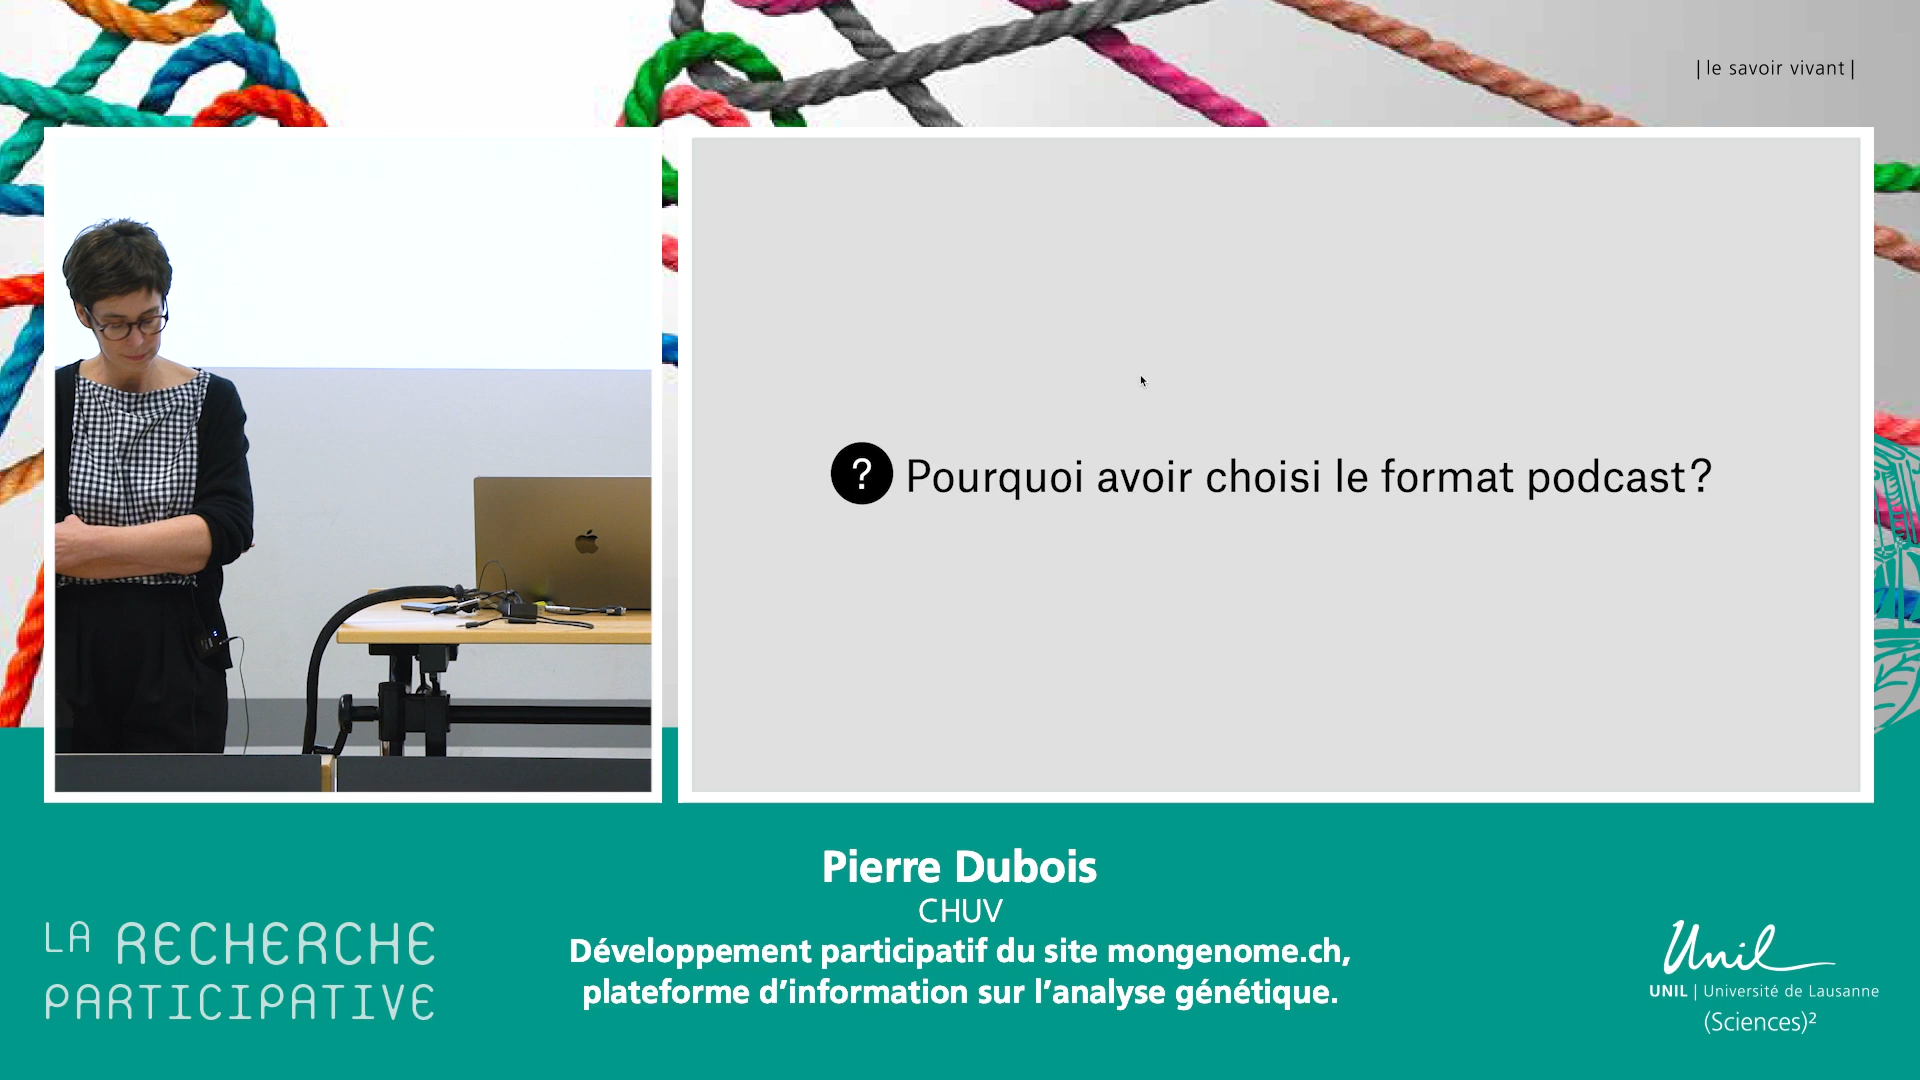 | le savoir vivant |
? Pourquoi avoir choisi le format podcast ?
Pierre Dubois
CHUV
Développement participatif du site mongenome.ch,
plateforme d’information sur l’analyse génétique.
LA RECHERCHE
PARTICIPATIVE
Unil
UNIL | Université de Lausanne
(Sciences)²